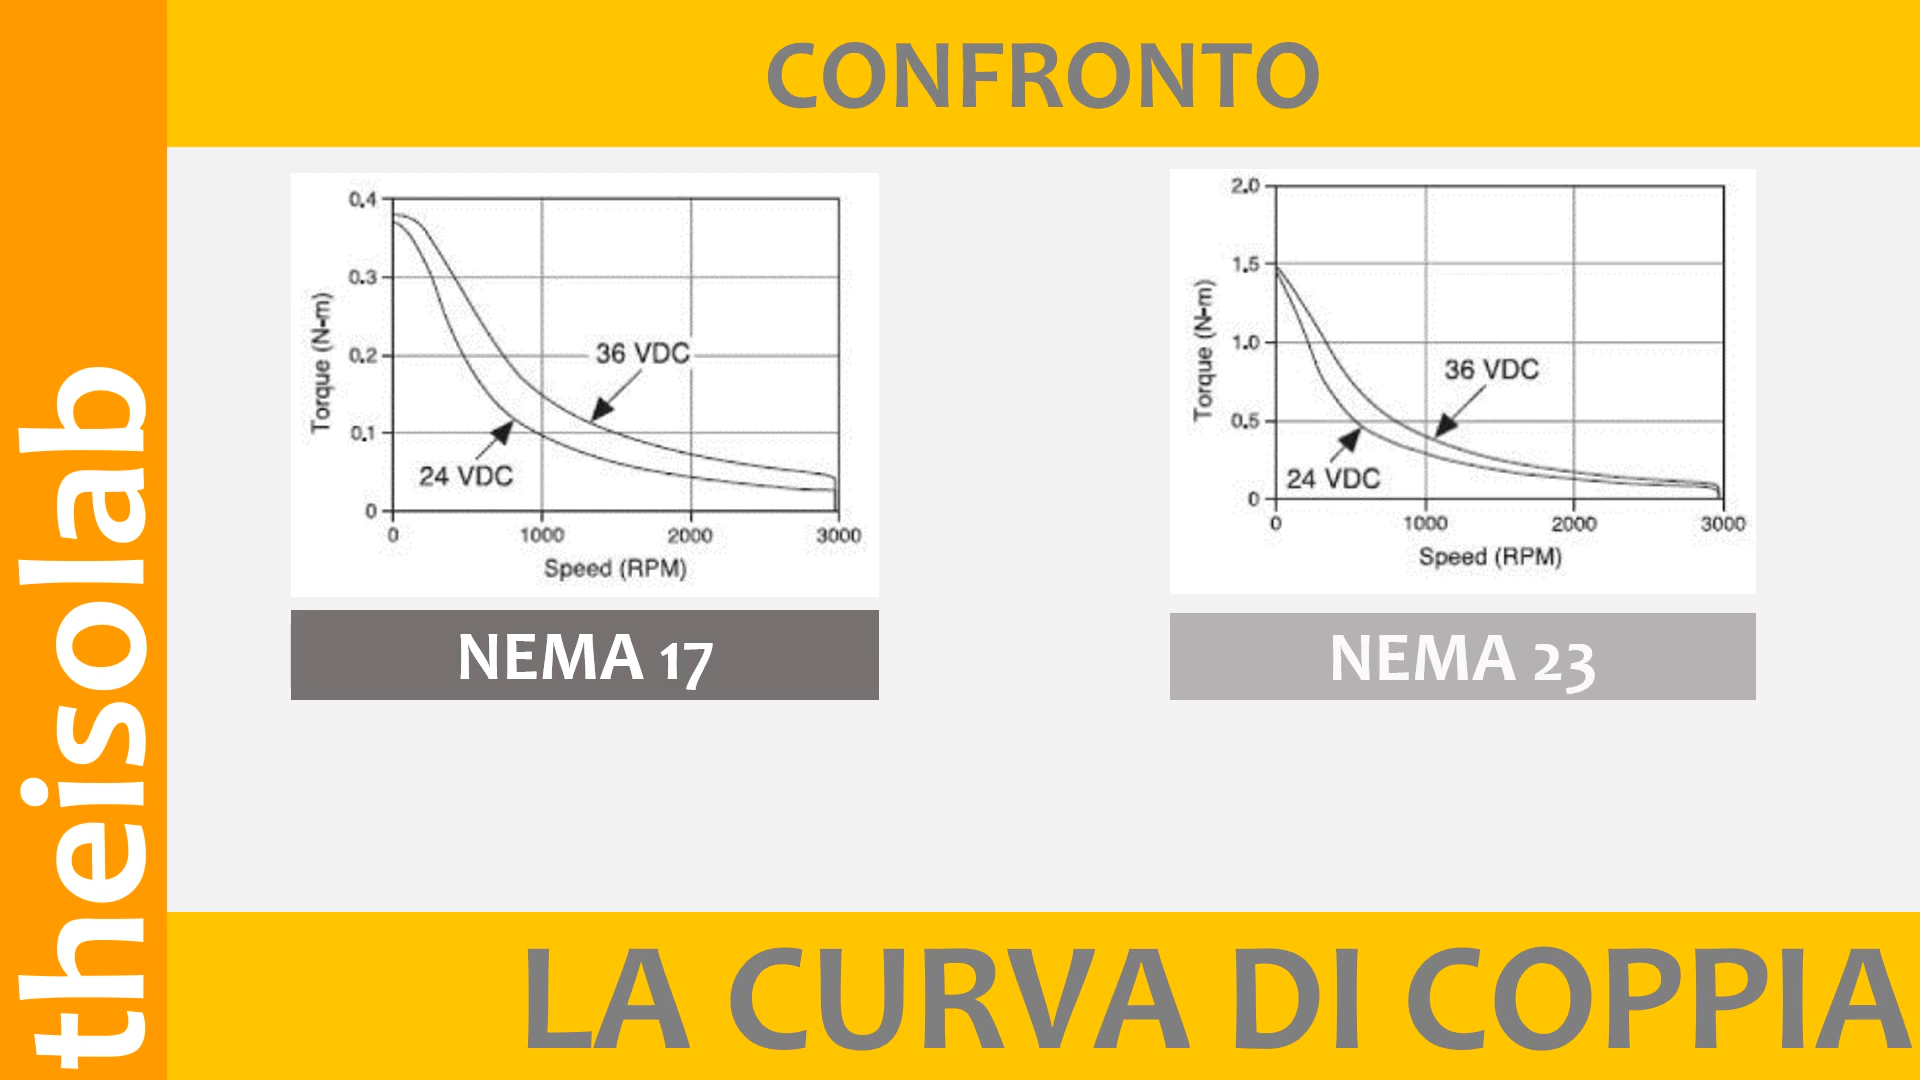 CONFRONTO
theisolab
0.4
0.3
0.2
0.1
0
Torque (N-m)
36 VDC
24 VDC
0 1000 2000 3000
Speed (RPM)
NEMA 17
2.0
1.5
1.0
0.5
0
Torque (N-m)
36 VDC
24 VDC
0 1000 2000 3000
Speed (RPM)
NEMA 23
LA CURVA DI COPPIA